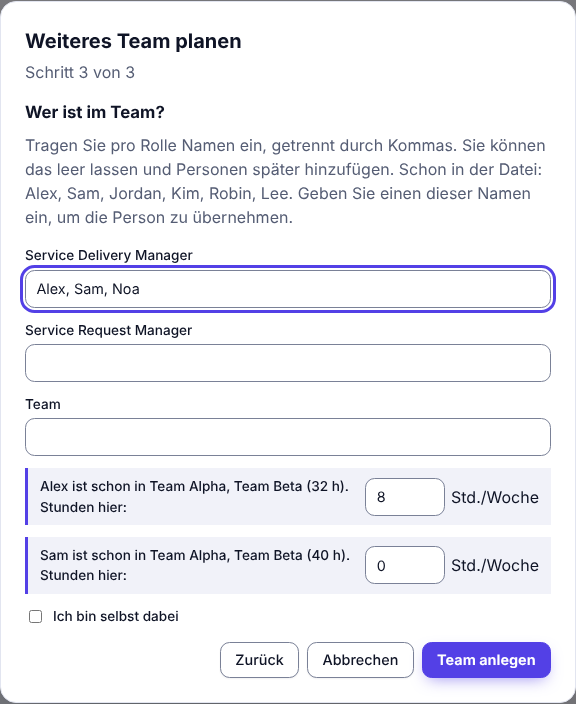 Weiteres Team planen
Schritt 3 von 3
Wer ist im Team?
Tragen Sie pro Rolle Namen ein, getrennt durch Kommas. Sie können
das leer lassen und Personen später hinzufügen. Schon in der Datei:
Alex, Sam, Jordan, Kim, Robin, Lee. Geben Sie einen dieser Namen
ein, um die Person zu übernehmen.
Service Delivery Manager
Alex, Sam, Noa
Service Request Manager
Team
Alex ist schon in Team Alpha, Team Beta (32 h).
Stunden hier:
8 Std./Woche
Sam ist schon in Team Alpha, Team Beta (40 h).
Stunden hier:
0 Std./Woche
Ich bin selbst dabei
Zurück Abbrechen Team anlegen